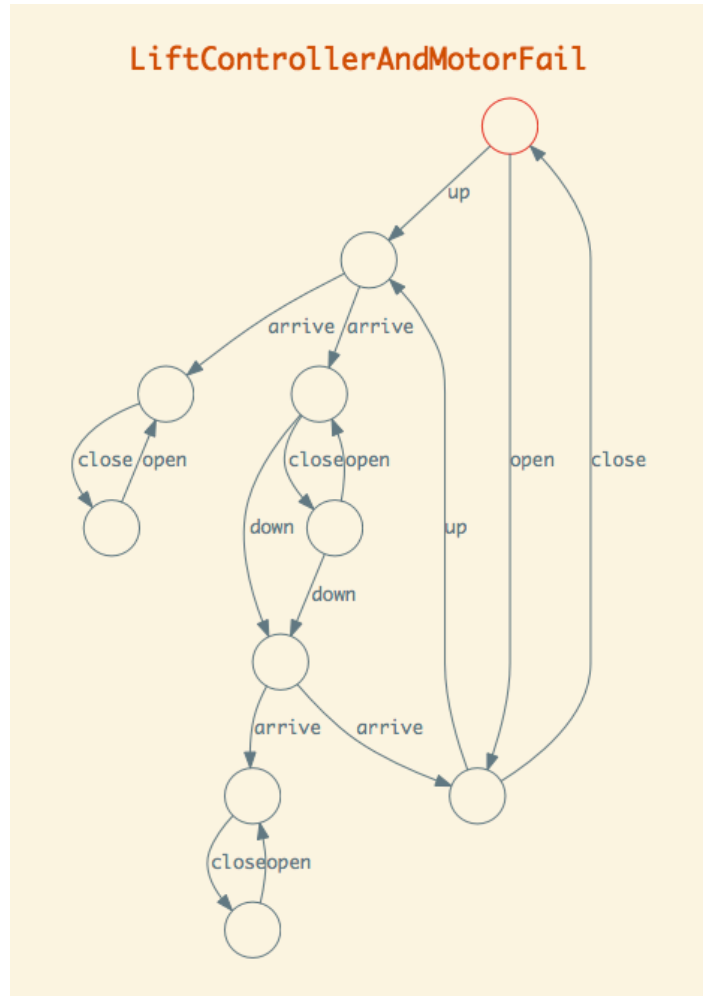 LiftControllerAndMotorFail
up
arrive arrive
close open close open open close
down up
down
arrive arrive
close open